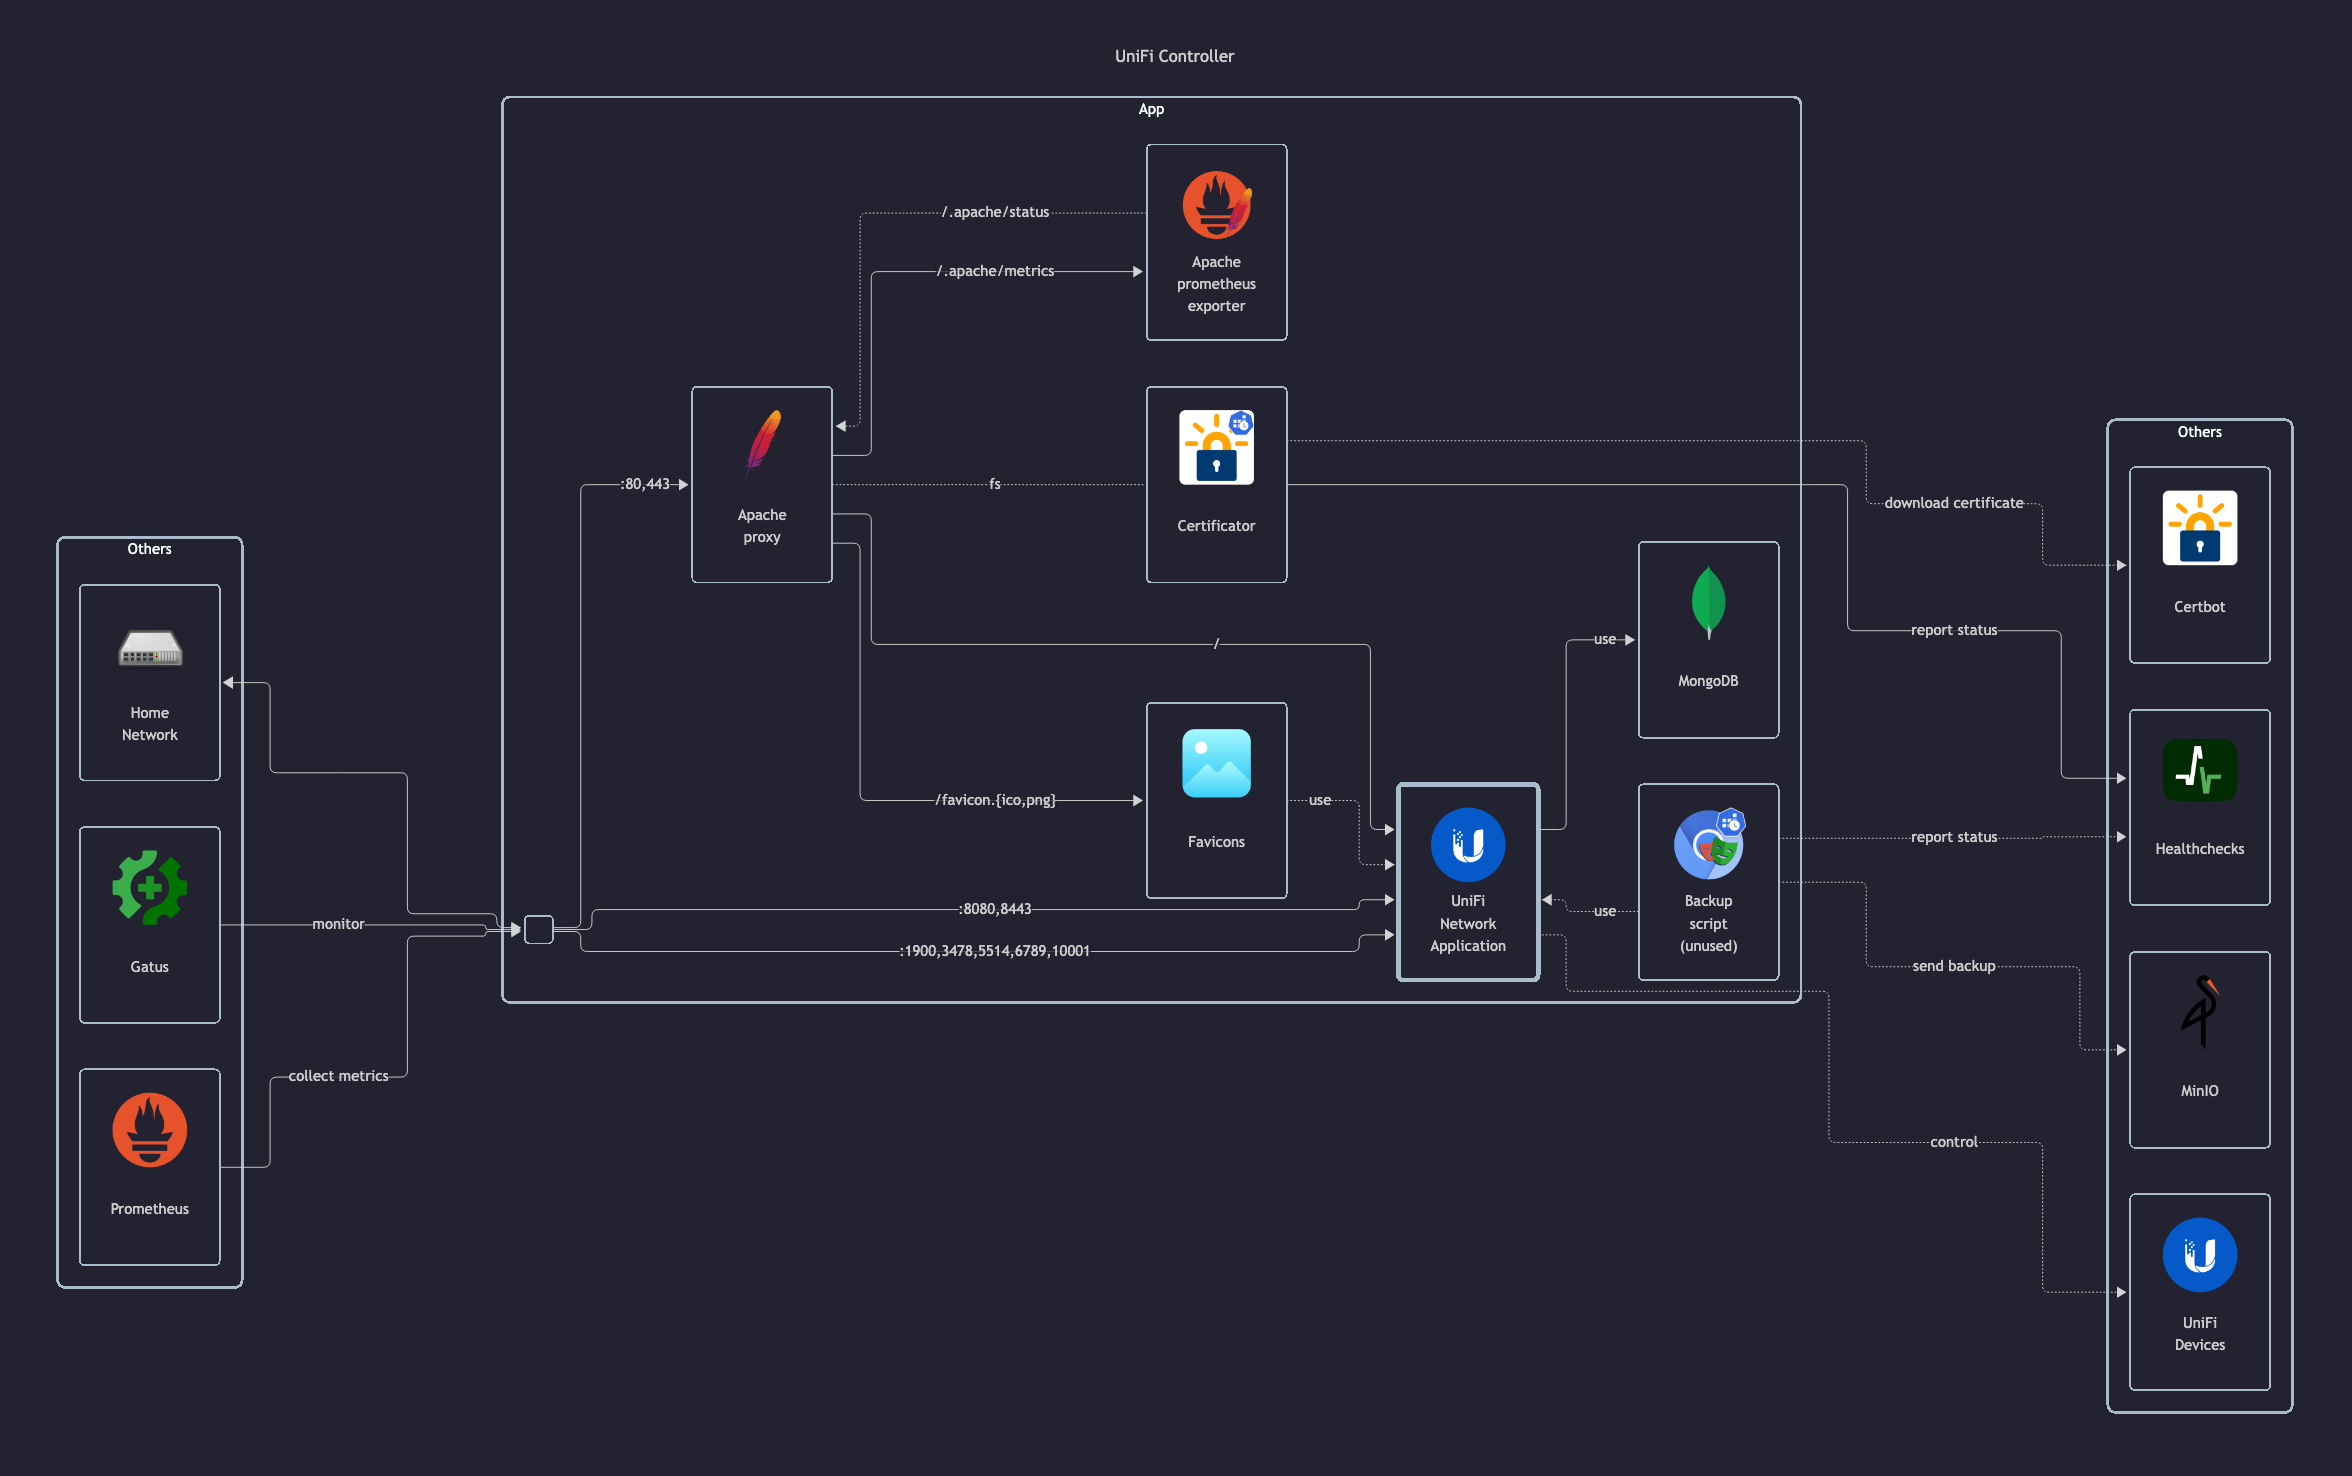 UniFi Controller
App
Apache
prometheus
exporter
/.apache/status
/.apache/metrics
Apache
proxy
:80,443
fs
Certificator
/
Favicons
/favicon.{ico,png}
use
:8080,8443
:1900,3478,5514,6789,10001
UniFi
Network
Application
use
MongoDB
use
Backup
script
(unused)
Others
Home
Network
Gatus
monitor
Prometheus
collect metrics
download certificate
report status
report status
send backup
control
Others
Certbot
Healthchecks
MinIO
UniFi
Devices